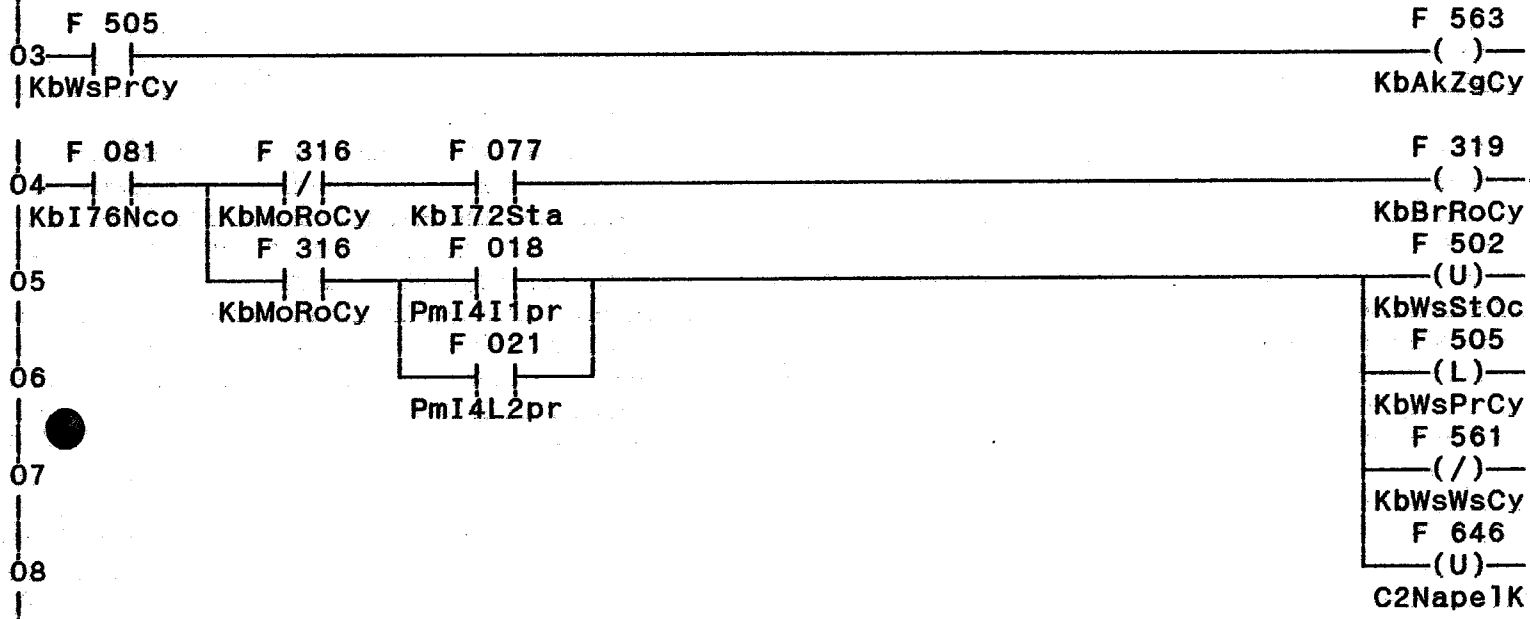 F 505 F 563
03 ( )
KbWsPrCy KbAkZgCy
F 081 F 316 F 077 F 319
04 / ( )
KbI76Nco KbMoRoCy KbI72Sta KbBrRoCy
F 316 F 018 F 502
05 (U)
KbMoRoCy PmI4I1pr KbWsStOc
F 021 F 505
06 (L)
PmI4L2pr KbWsPrCy
F 561
07 (/)
KbWsWsCy
F 646
08 (U)
C2NapelK